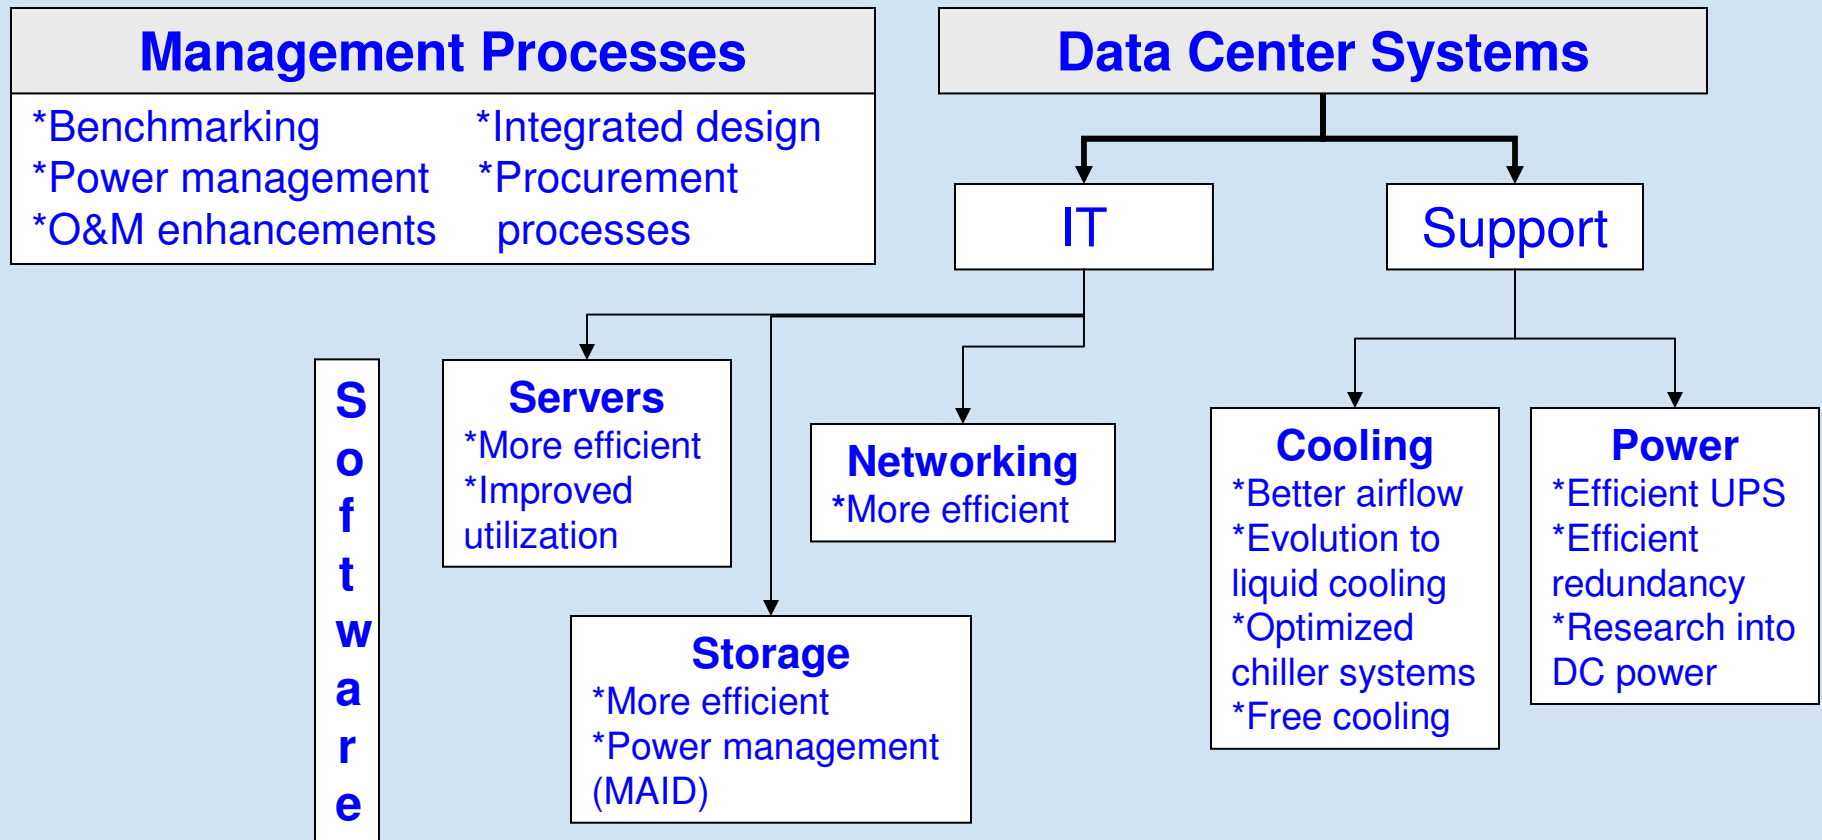 Management Processes
*Benchmarking
*Power management
*O&M enhancements
*Integrated design
*Procurement
processes
Data Center Systems
IT
Support
S
o
f
t
w
a
r
e
Servers
*More efficient
*Improved
utilization
Storage
*More efficient
*Power management
(MAID)
Networking
*More efficient
Cooling
*Better airflow
*Evolution to
liquid cooling
*Optimized
chiller systems
*Free cooling
Power
*Efficient UPS
*Efficient
redundancy
*Research into
DC power